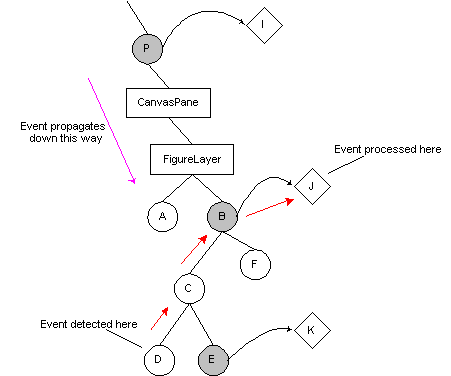 I
P
CanvasPane
Event propagates
down this way
Event processed here
FigureLayer
J
A
B
F
C
Event detected here
K
D
E